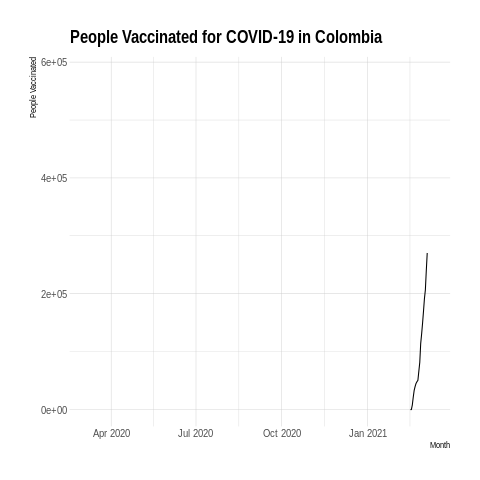 People Vaccinated for COVID-19 in Colombia
People Vaccinated
6e+05
4e+05
2e+05
0e+00
Apr 2020
Jul 2020
Oct 2020
Jan 2021
Month